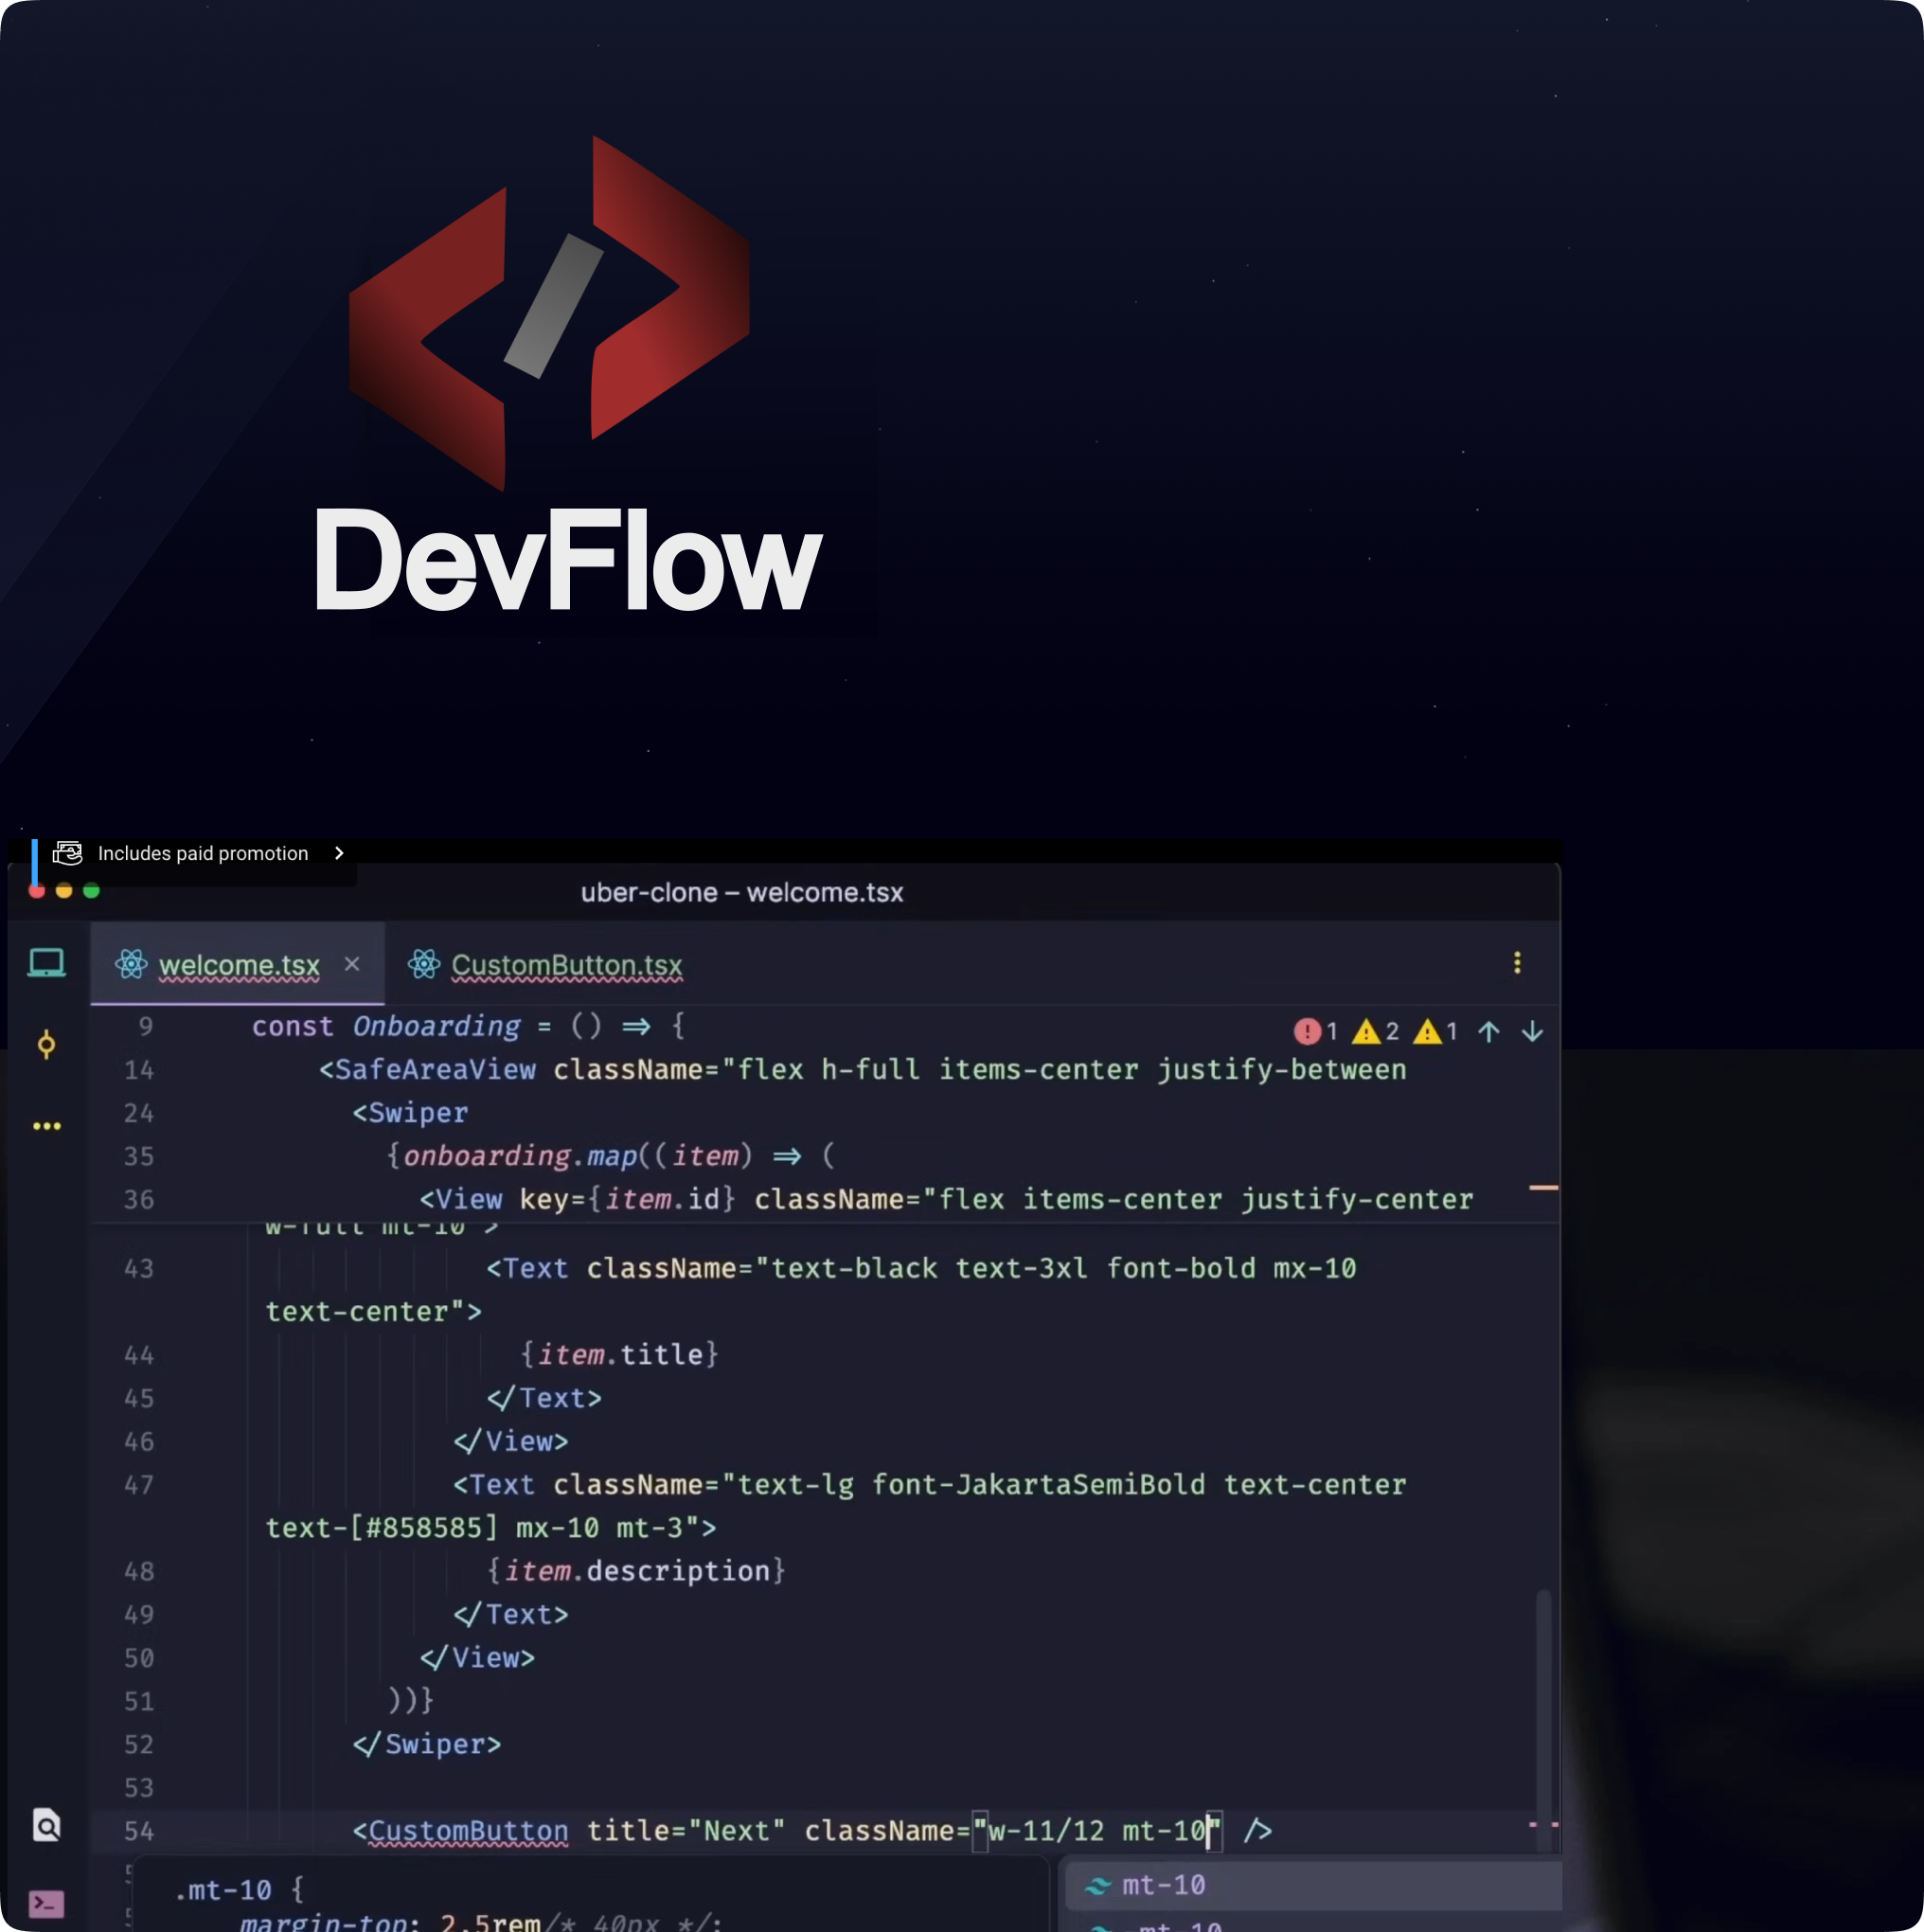 DevFlow
Includes paid promotion
uber-clone – welcome.tsx
welcome.tsx × CustomButton.tsx
9 const Onboarding = () => {
1 2 1
14 <SafeAreaView className="flex h-full items-center justify-between
24 <Swiper
35 {onboarding.map((item) => (
36 <View key={item.id} className="flex items-center justify-center
w-full mt-10">
43 <Text className="text-black text-3xl font-bold mx-10
text-center">
44 {item.title}
45 </Text>
46 </View>
47 <Text className="text-lg font-JakartaSemiBold text-center
text-[#858585] mx-10 mt-3">
48 {item.description}
49 </Text>
50 </View>
51 ))}
52 </Swiper>
53
54 <CustomButton title="Next" className="w-11/12 mt-10" />
.mt-10 {
margin-top: 2.5rem/* 40px */;
mt-10
-mt-10